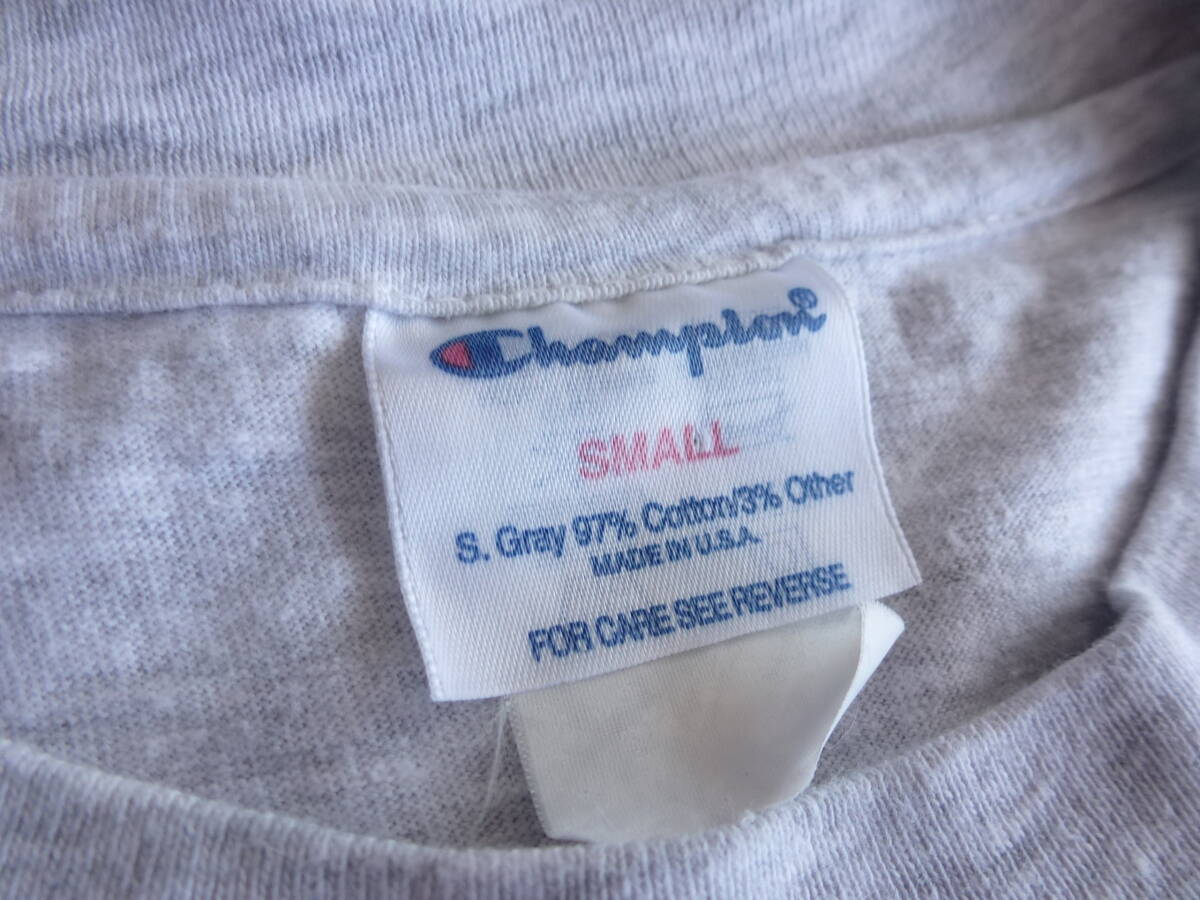 Champion®
SMALL
S. Gray 97% Cotton/3% Other
MADE IN U.S.A.
FOR CARE SEE REVERSE